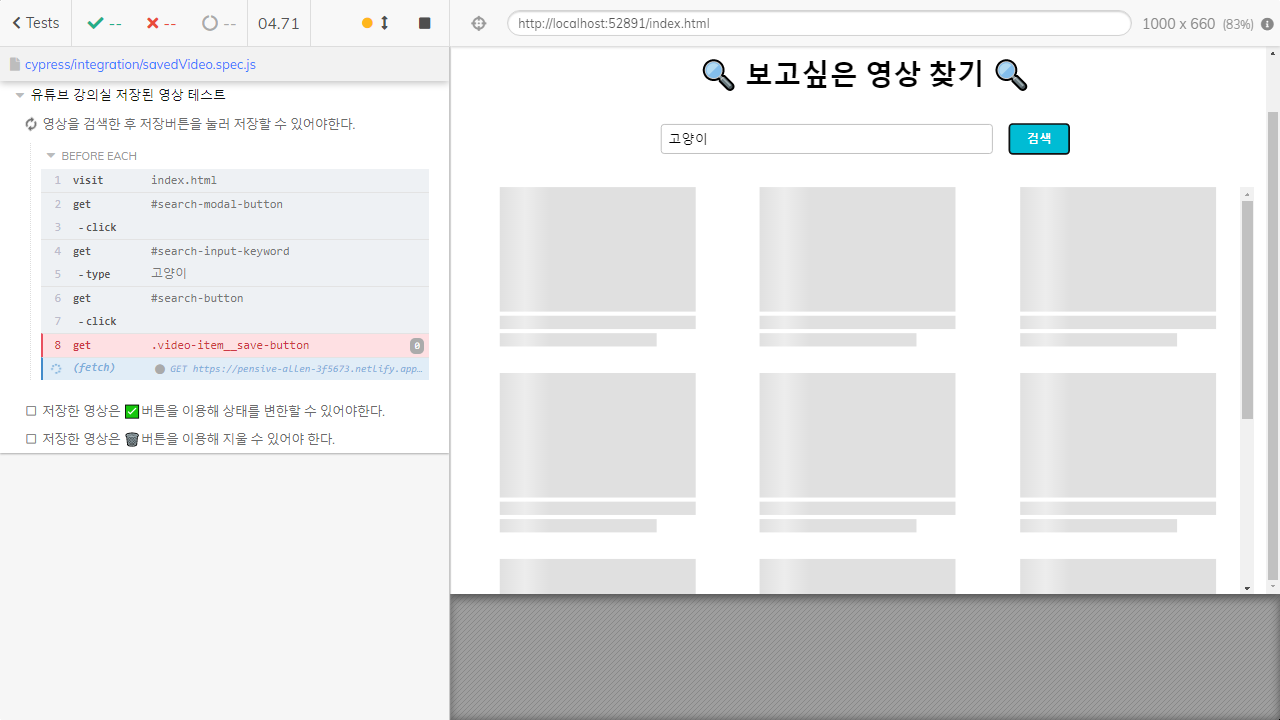 Tests
--
--
--
04.71
http://localhost:52891/index.html
1000 x 660 (83%)
cypress/integration/savedVideo.spec.js
유튜브 강의실 저장된 영상 테스트
영상을 검색한 후 저장버튼을 눌러 저장할 수 있어야한다.
BEFORE EACH
1 visit index.html
2 get #search-modal-button
3 -click
4 get #search-input-keyword
5 -type 고양이
6 get #search-button
7 -click
8 get .video-item__save-button 0
(fetch) GET https://pensive-allen-3f5673.netlify.app…
저장한 영상은 ✅ 버튼을 이용해 상태를 변한할 수 있어야한다.
저장한 영상은 🗑️ 버튼을 이용해 지울 수 있어야 한다.
🔍 보고싶은 영상 찾기 🔍
고양이
검색